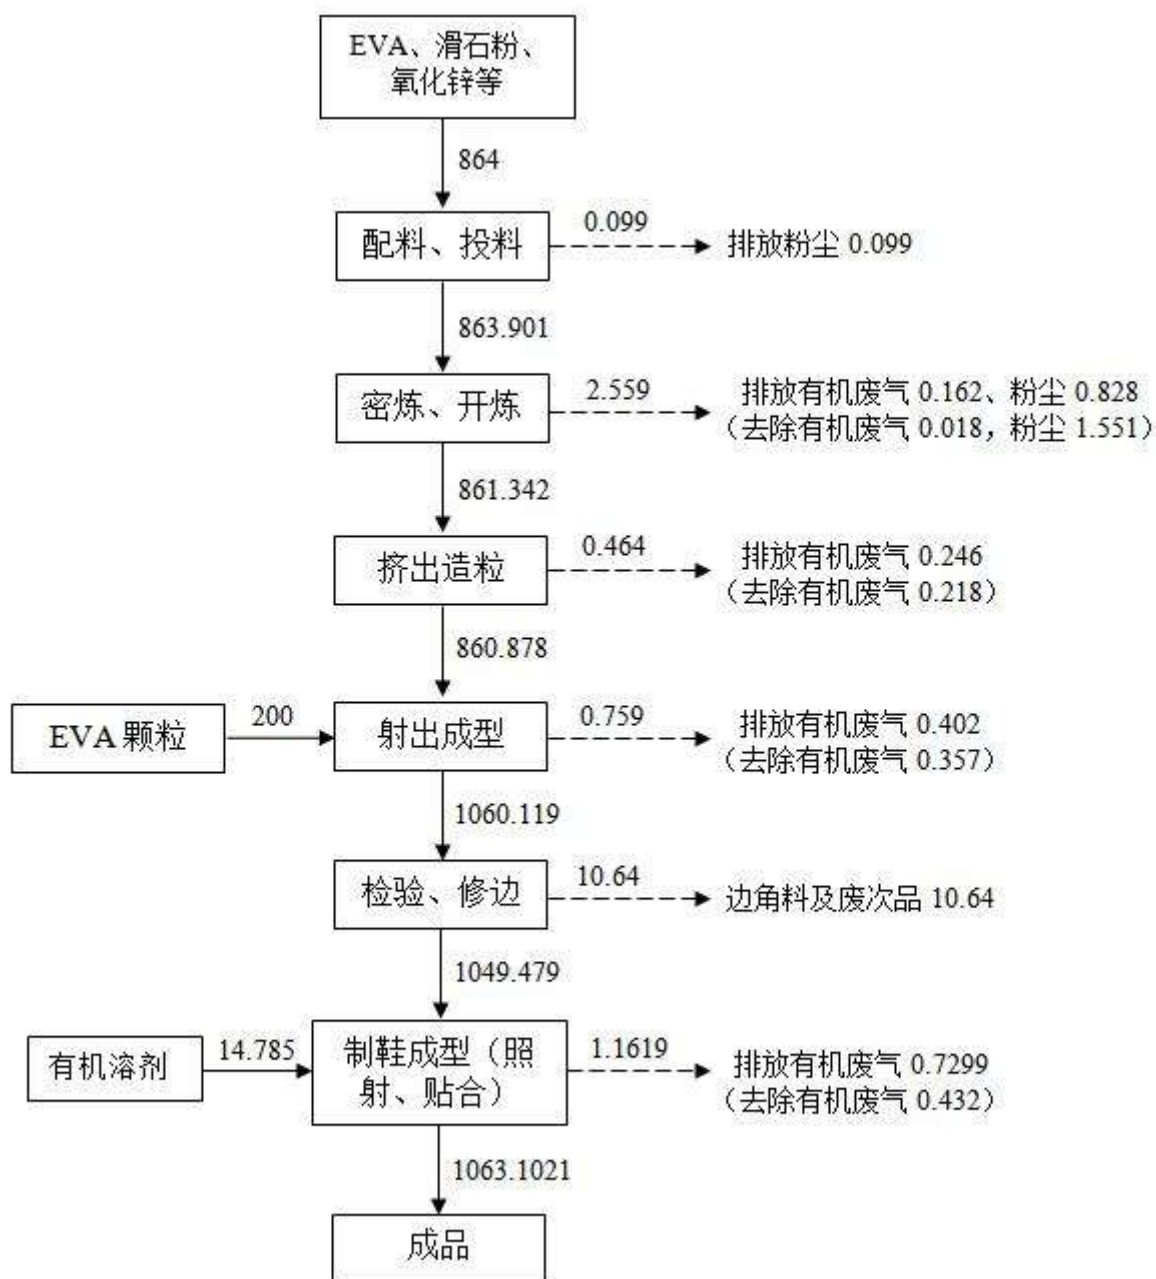 EVA、滑石粉、
氧化锌等
864
配料、投料
0.099
排放粉尘 0.099
863.901
密炼、开炼
2.559
排放有机废气 0.162、粉尘 0.828
（去除有机废气 0.018，粉尘 1.551）
861.342
挤出造粒
0.464
排放有机废气 0.246
（去除有机废气 0.218）
860.878
EVA 颗粒
200
射出成型
0.759
排放有机废气 0.402
（去除有机废气 0.357）
1060.119
检验、修边
10.64
边角料及废次品 10.64
1049.479
有机溶剂
14.785
制鞋成型（照
射、贴合）
1.1619
排放有机废气 0.7299
（去除有机废气 0.432）
1063.1021
成品